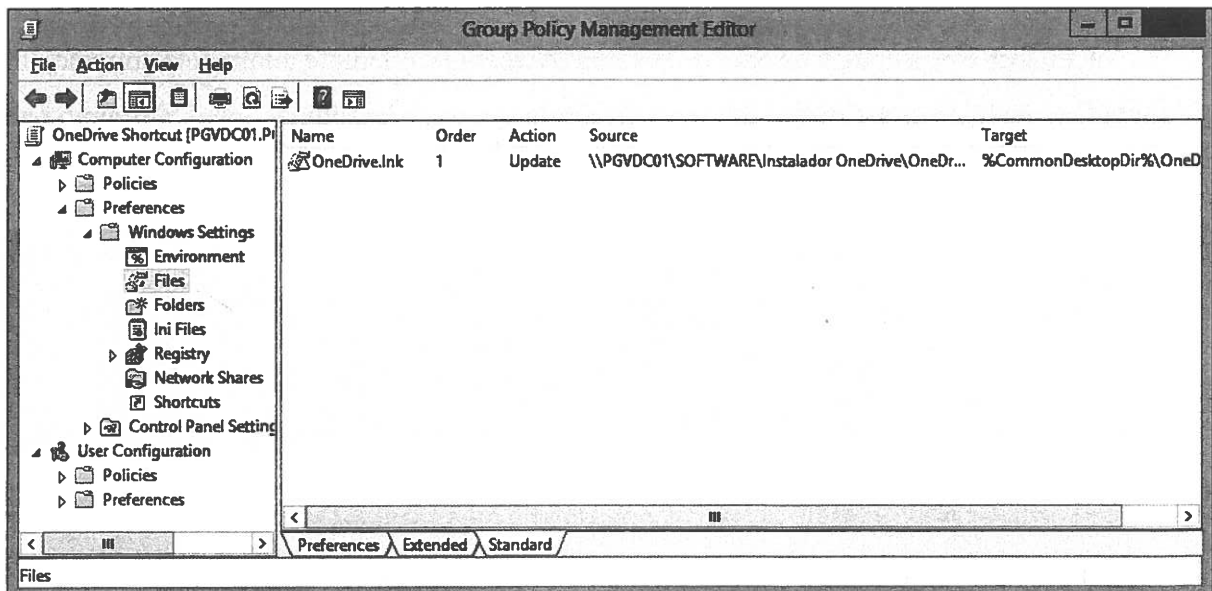 Group Policy Management Editor
File Action View Help
OneDrive Shortcut [PGVDC01.P
Computer Configuration
Policies
Preferences
Windows Settings
Environment
Files
Folders
Ini Files
Registry
Network Shares
Shortcuts
Control Panel Setting
User Configuration
Policies
Preferences
Name Order Action Source Target
OneDrive.lnk 1 Update \\PGVDC01\SOFTWARE\Instalador OneDrive\OneDr... %CommonDesktopDir%\OneD
Preferences Extended Standard
Files